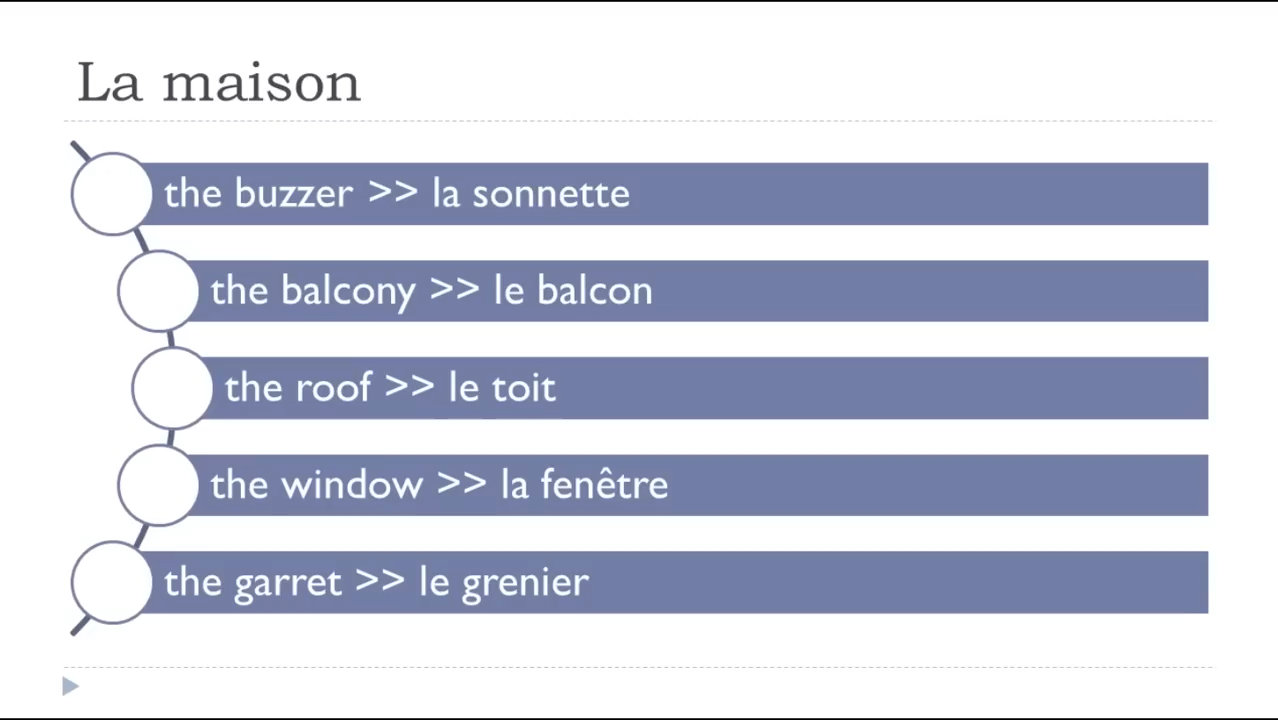 La maison
the buzzer >> la sonnette
the balcony >> le balcon
the roof >> le toit
the window >> la fenêtre
the garret >> le grenier